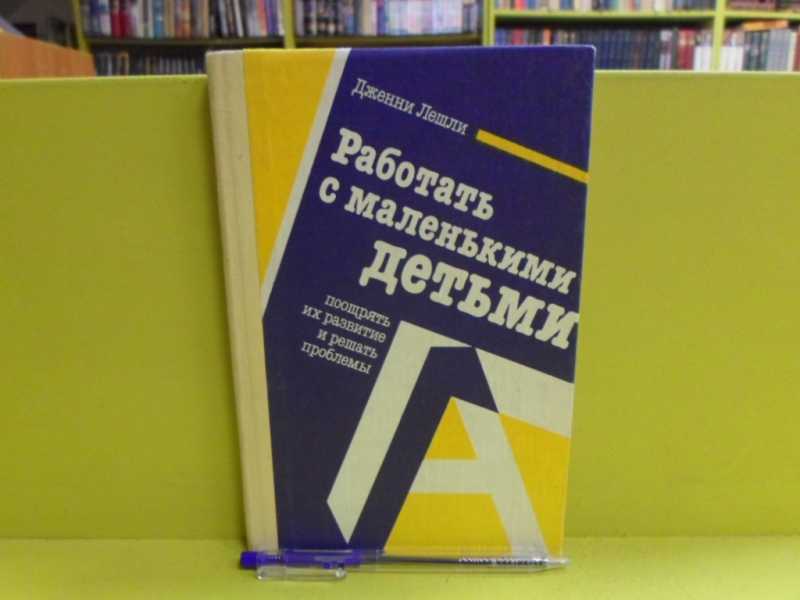 Дженни Лешли
Работать
с маленькими
детьми
поощрять
их развитие
и решать
проблемы